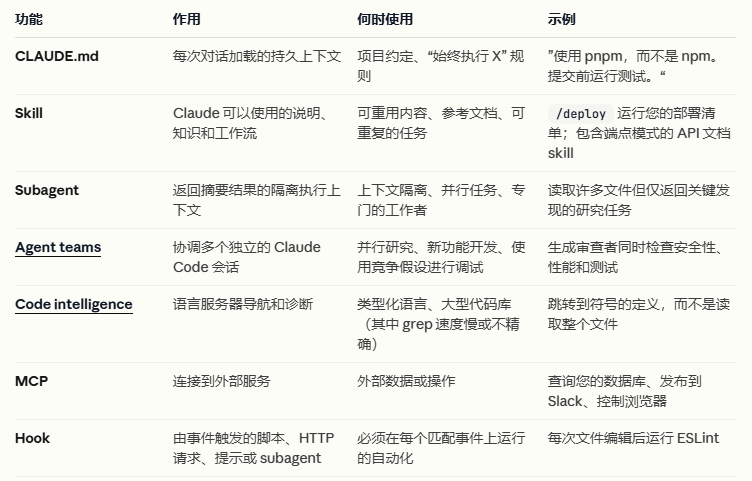 功能 作用 何时使用 示例
CLAUDE.md 每次对话加载的持久上下文 项目约定、“始终执行 X” 规 ”使用 pnpm，而不是 npm。
则 提交前运行测试。“
Skill Claude 可以使用的说明、 可重用内容、参考文档、可 /deploy 运行您的部署清
知识和工作流 重复的任务 单；包含端点模式的 API 文档
skill
Subagent 返回摘要结果的隔离执行上 上下文隔离、并行任务、专 读取许多文件但仅返回关键发
下文 门的工作者 现的研究任务
Agent teams 协调多个独立的 Claude 并行研究、新功能开发、使 生成审查者同时检查安全性、
Code 会话 用竞争假设进行调试 性能和测试
Code intelligence 语言服务器导航和诊断 类型化语言、大型代码库 跳转到符号的定义，而不是读
（其中 grep 速度慢或不精 取整个文件
确）
MCP 连接到外部服务 外部数据或操作 查询您的数据库、发布到
Slack、控制浏览器
Hook 由事件触发的脚本、HTTP 必须在每个匹配事件上运行 每次文件编辑后运行 ESLint
请求、提示或 subagent 的自动化